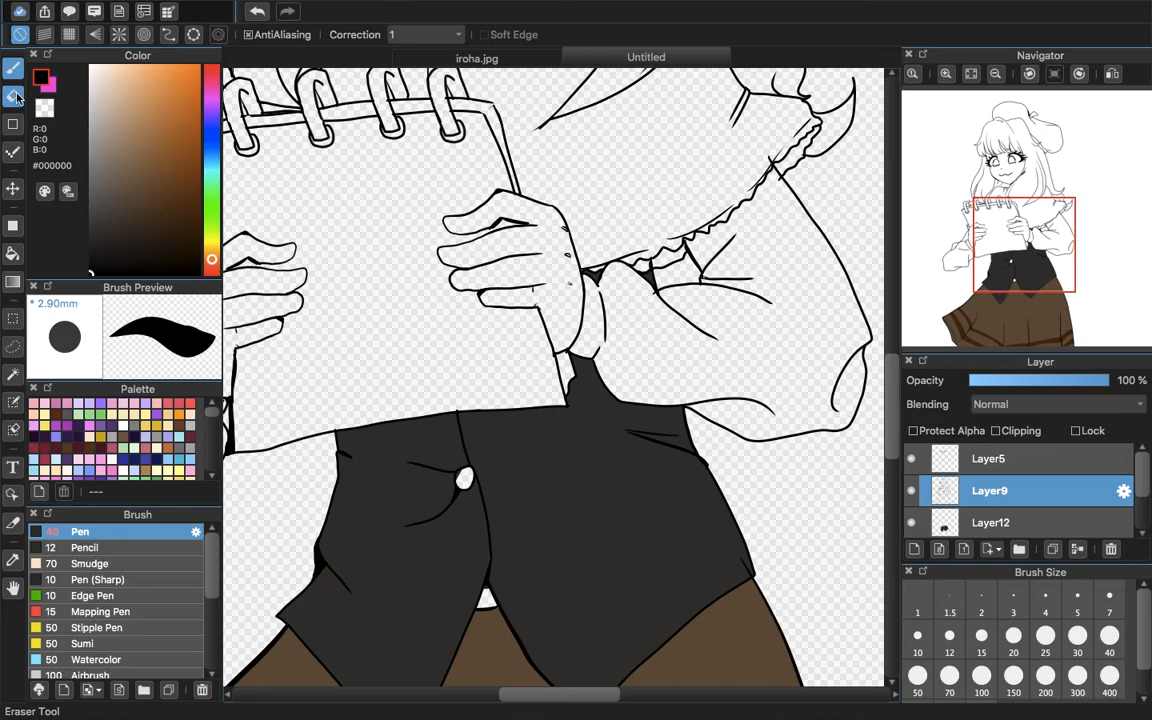 AntiAliasing Correction 1 Soft Edge
Color
iroha.jpg
Untitled
Navigator
R:0
G:0
B:0
#000000
Brush Preview
* 2.90mm
Palette
---
Brush
40 Pen
12 Pencil
70 Smudge
10 Pen (Sharp)
10 Edge Pen
15 Mapping Pen
50 Stipple Pen
50 Sumi
50 Watercolor
100 Airbrush
Layer
Opacity 100 %
Blending Normal
Protect Alpha Clipping Lock
Layer5
Layer9
Layer12
Brush Size
1 1.5 2 3 4 5 7
10 12 15 20 25 30 40
50 70 100 150 200 300 400
Eraser Tool